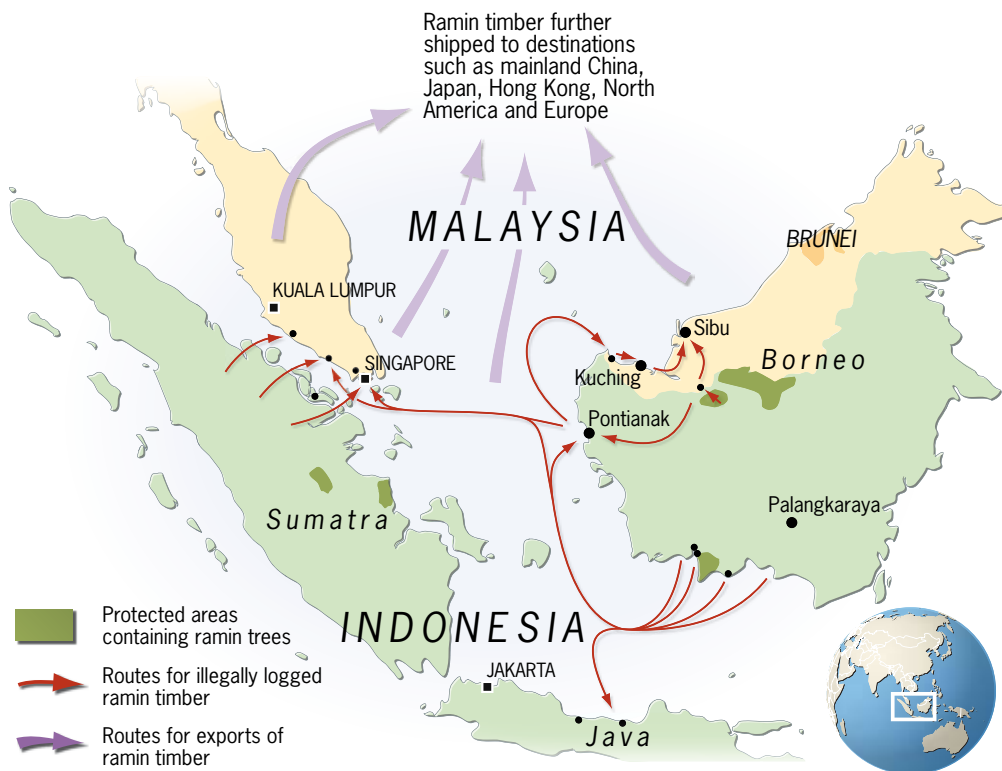 Ramin timber further
shipped to destinations
such as mainland China,
Japan, Hong Kong, North
America and Europe
MALAYSIA
BRUNEI
KUALA LUMPUR
SINGAPORE
Sibu
Kuching
Borneo
Pontianak
Palangkaraya
Sumatra
INDONESIA
JAKARTA
Java
Protected areas
containing ramin trees
Routes for illegally logged
ramin timber
Routes for exports of
ramin timber